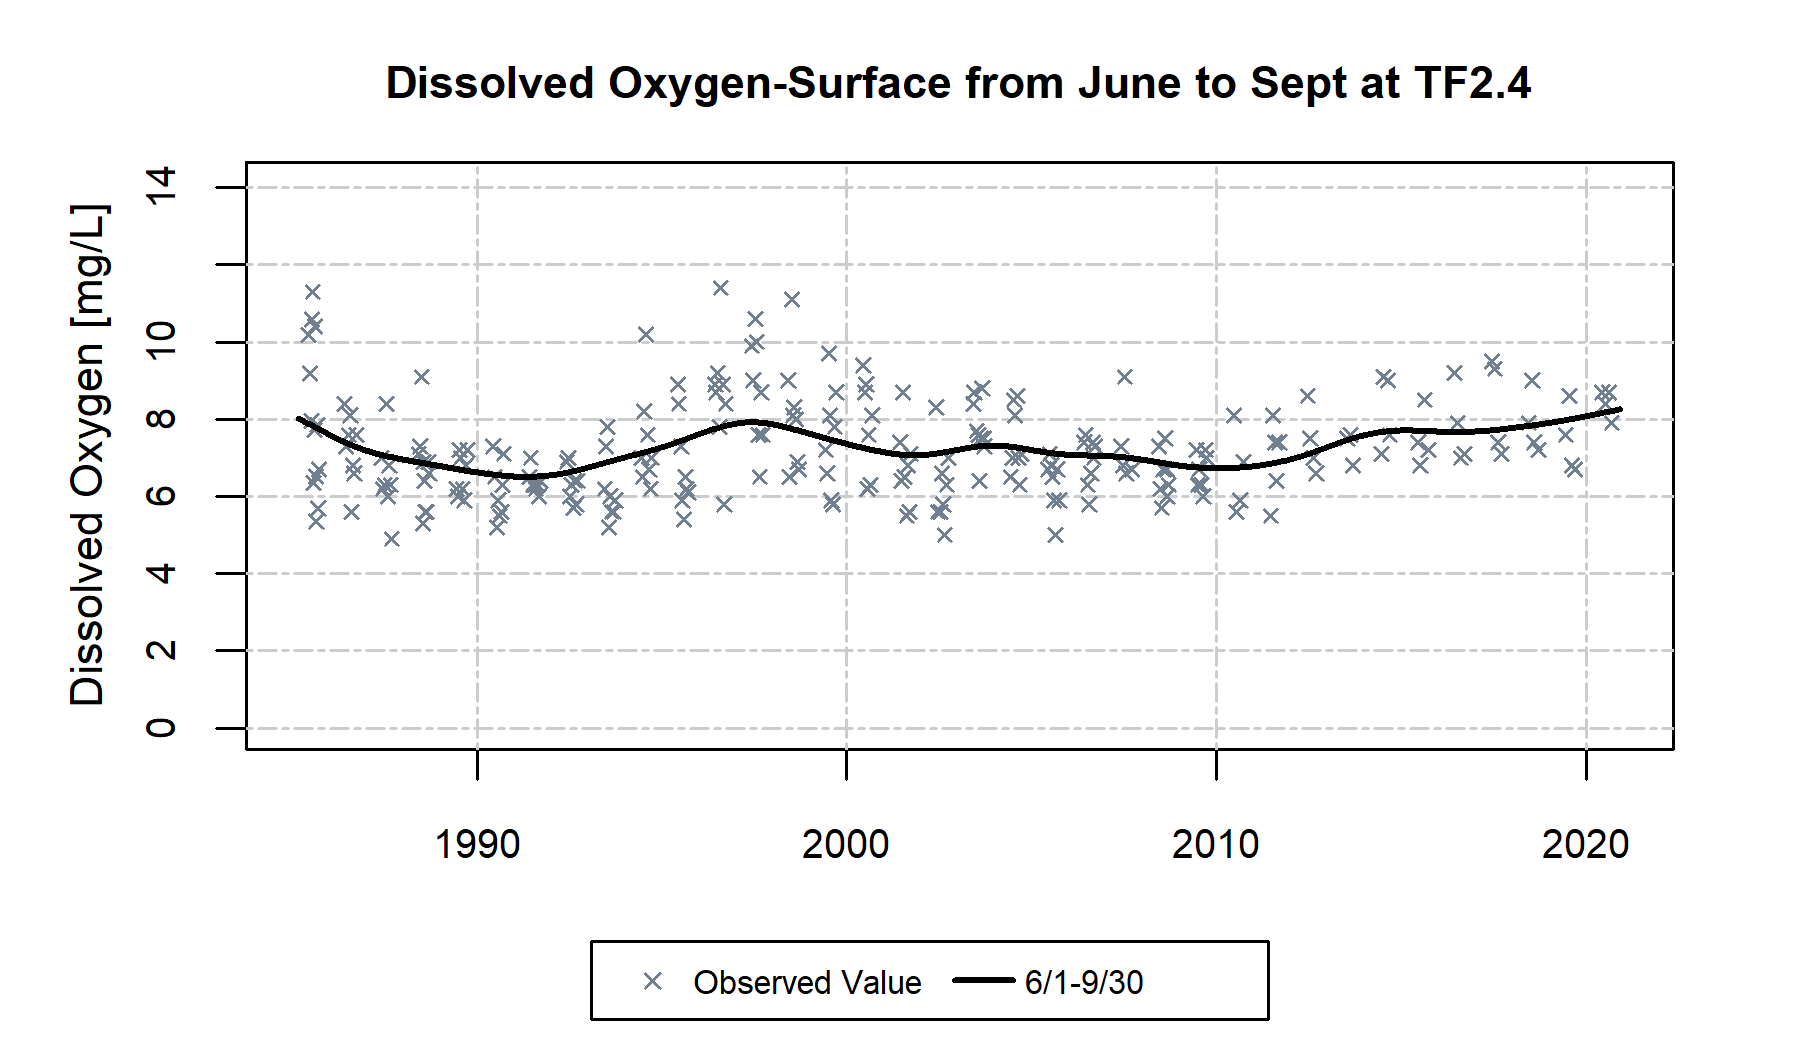 Dissolved Oxygen-Surface from June to Sept at TF2.4
Dissolved Oxygen [mg/L]
14
10
8
6
4
2
0
1990 2000 2010 2020
Observed Value 6/1-9/30